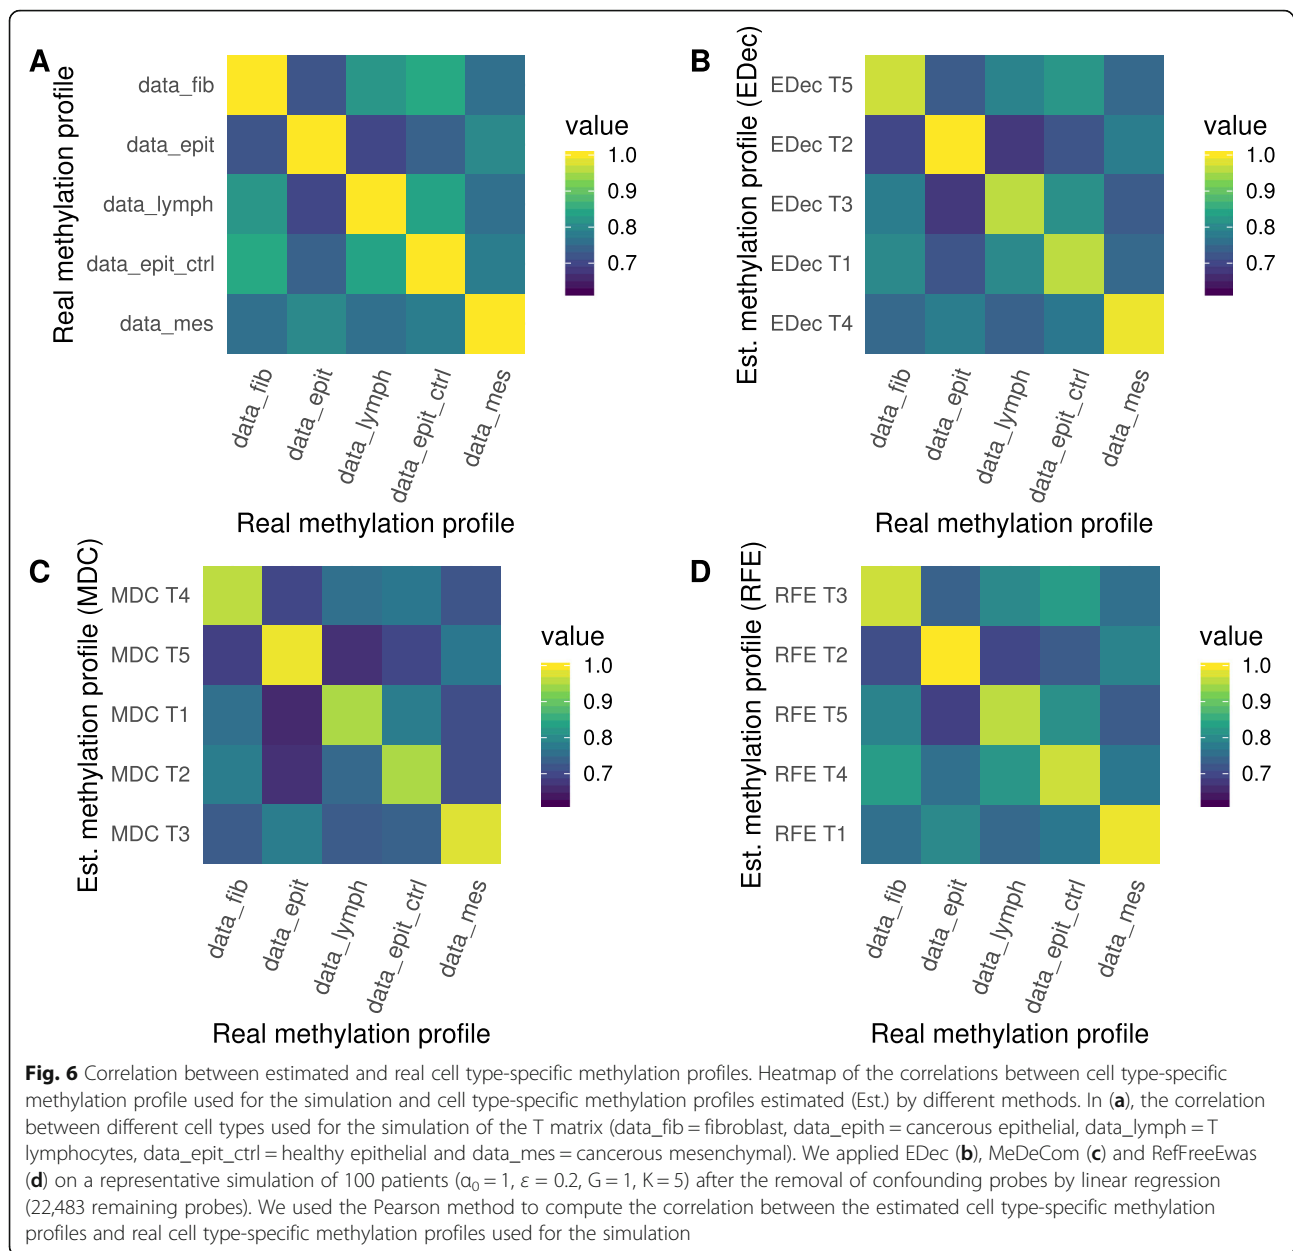 A
Real methylation profile
data_fib
data_epit
data_lymph
data_epit_ctrl
data_mes
data_fib
data_epit
data_lymph
data_epit_ctrl
data_mes
Real methylation profile
value
1.0
0.9
0.8
0.7
B
Est. methylation profile (EDec)
EDec T5
EDec T2
EDec T3
EDec T1
EDec T4
data_fib
data_epit
data_lymph
data_epit_ctrl
data_mes
Real methylation profile
value
1.0
0.9
0.8
0.7
C
Est. methylation profile (MDC)
MDC T4
MDC T5
MDC T1
MDC T2
MDC T3
data_fib
data_epit
data_lymph
data_epit_ctrl
data_mes
Real methylation profile
value
1.0
0.9
0.8
0.7
D
Est. methylation profile (RFE)
RFE T3
RFE T2
RFE T5
RFE T4
RFE T1
data_fib
data_epit
data_lymph
data_epit_ctrl
data_mes
Real methylation profile
value
1.0
0.9
0.8
0.7
Fig. 6 Correlation between estimated and real cell type-specific methylation profiles. Heatmap of the correlations between cell type-specific
methylation profile used for the simulation and cell type-specific methylation profiles estimated (Est.) by different methods. In (a), the correlation
between different cell types used for the simulation of the T matrix (data_fib = fibroblast, data_epith = cancerous epithelial, data_lymph = T
lymphocytes, data_epit_ctrl = healthy epithelial and data_mes = cancerous mesenchymal). We applied EDec (b), MeDeCom (c) and RefFreeEwas
(d) on a representative simulation of 100 patients (α₀ = 1, ε = 0.2, G = 1, K = 5) after the removal of confounding probes by linear regression
(22,483 remaining probes). We used the Pearson method to compute the correlation between the estimated cell type-specific methylation
profiles and real cell type-specific methylation profiles used for the simulation